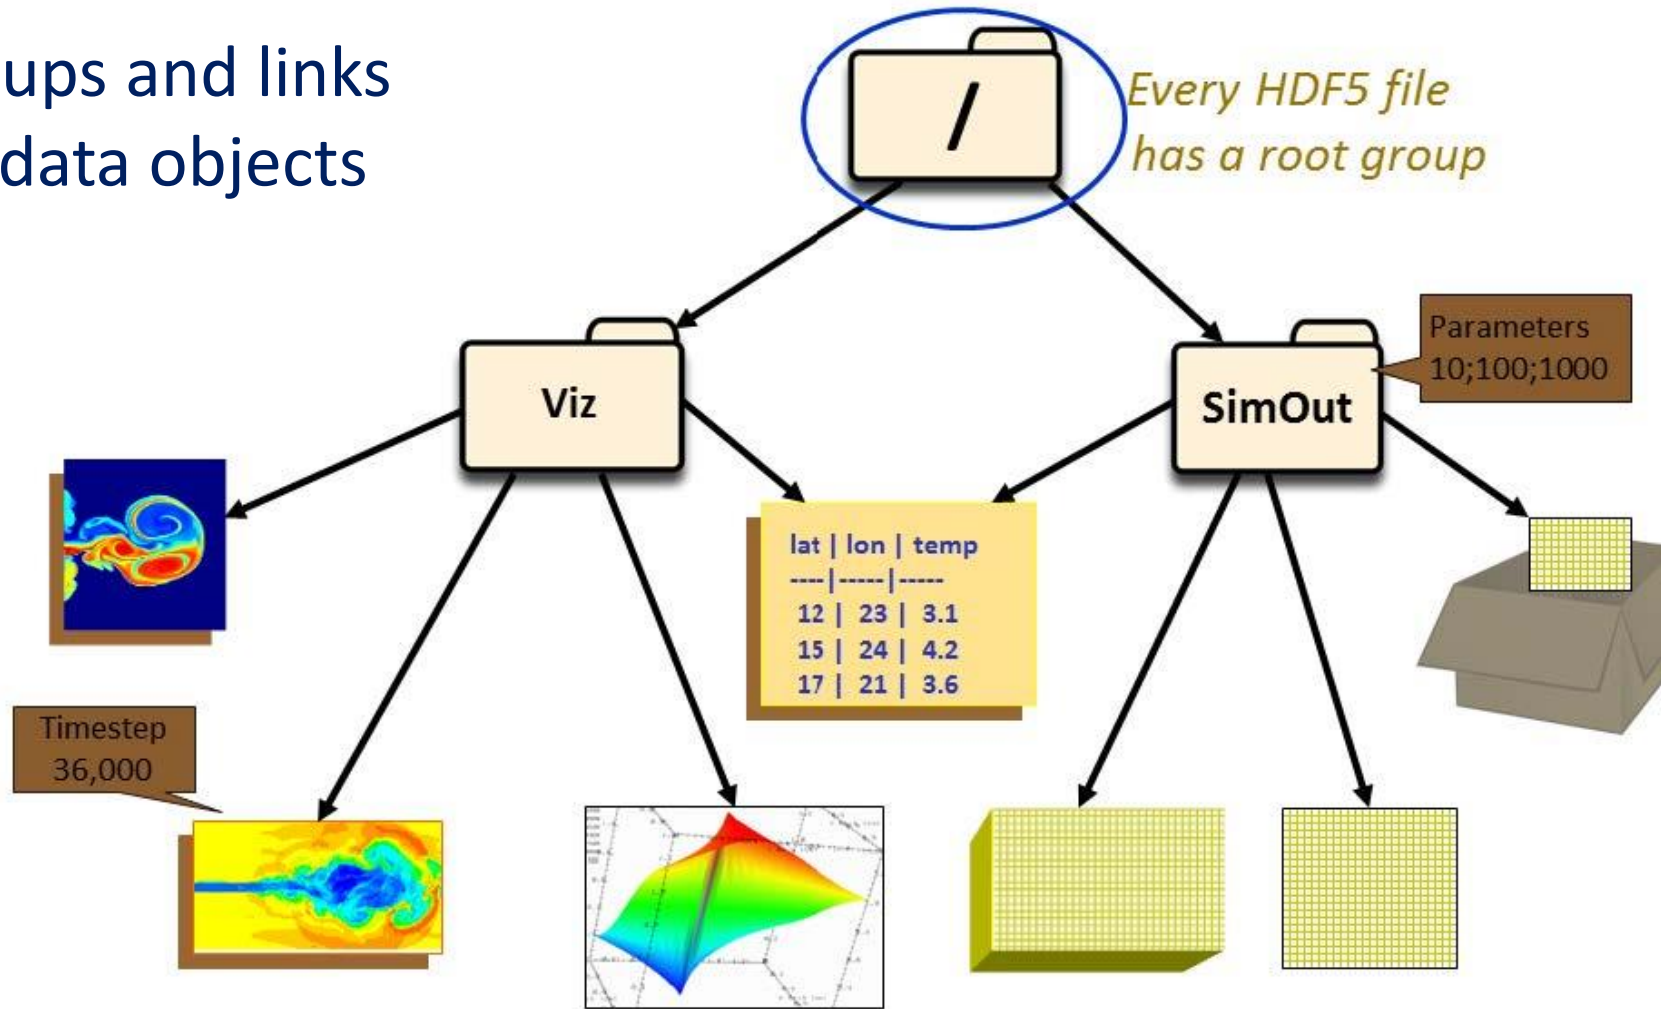 ups and links
data objects
/
Every HDF5 file
has a root group
Viz
SimOut
Parameters
10;100;1000
lat | lon | temp
----|-----|-----
12 | 23 | 3.1
15 | 24 | 4.2
17 | 21 | 3.6
Timestep
36,000